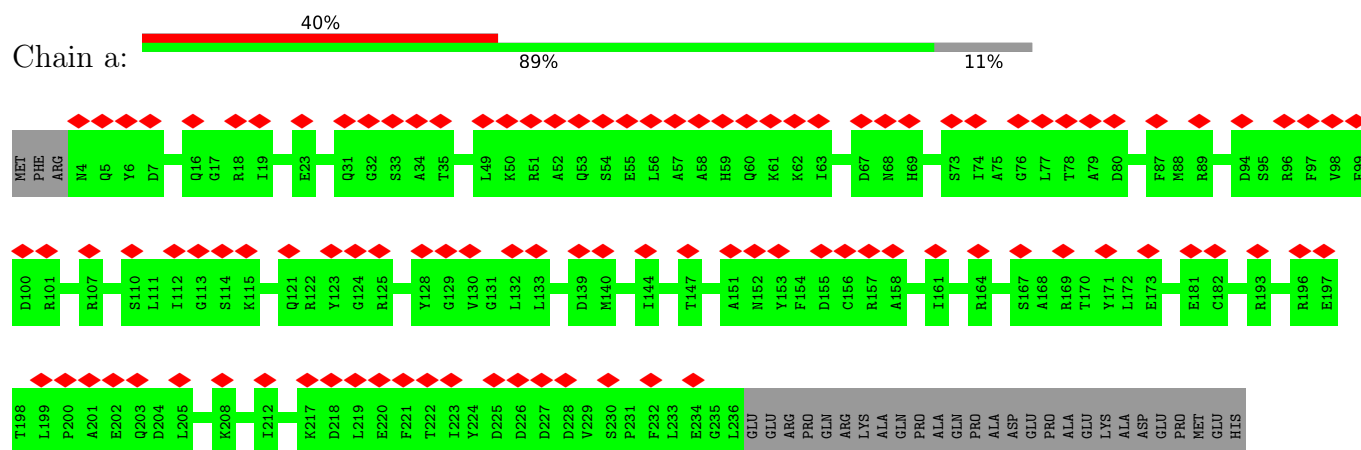 40%
Chain a:
89% 11%
MET PHE ARG N4 Q5 Y6 D7 Q16 G17 R18 I19 E23 Q31 G32 S33 A34 T35 L49 K50 R51 A52 Q53 S54 E55 L56 A57 A58 H59 Q60 K61 K62 I63 D67 N68 H69 S73 I74 A75 G76 L77 T78 A79 D80 F87 M88 R89 D94 S95 R96 F97 V98 F99
D100 R101 R107 S110 L111 I112 G113 S114 K115 Q121 R122 Y123 G124 R125 Y128 G129 V130 G131 L132 L133 D139 M140 I144 T147 A151 N152 Y153 F154 D155 C156 R157 A158 I161 R164 S167 A168 R169 T170 Y171 L172 E173 E181 C182 R193 R196 E197
T198 L199 P200 A201 E202 Q203 D204 L205 K208 I212 K217 D218 L219 E220 F221 T222 I223 Y224 D225 D226 D227 D228 V229 S230 P231 F232 L233 E234 G235 L236 GLU GLU ARG PRO GLN ARG LYS ALA GLN PRO ALA GLN PRO ALA ASP GLU PRO ALA GLU LYS ALA ASP GLU PRO MET GLU HIS